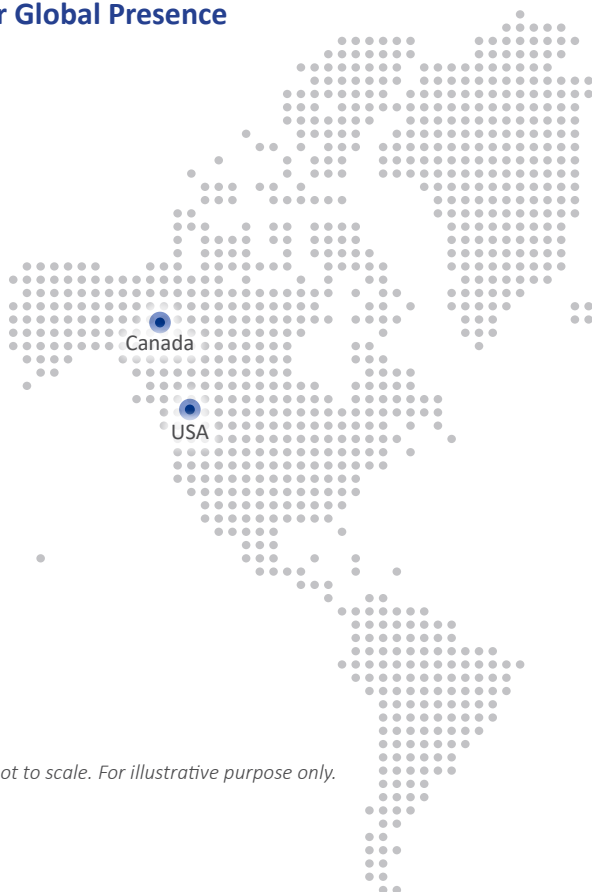 r Global Presence
Canada
USA
ot to scale. For illustrative purpose only.